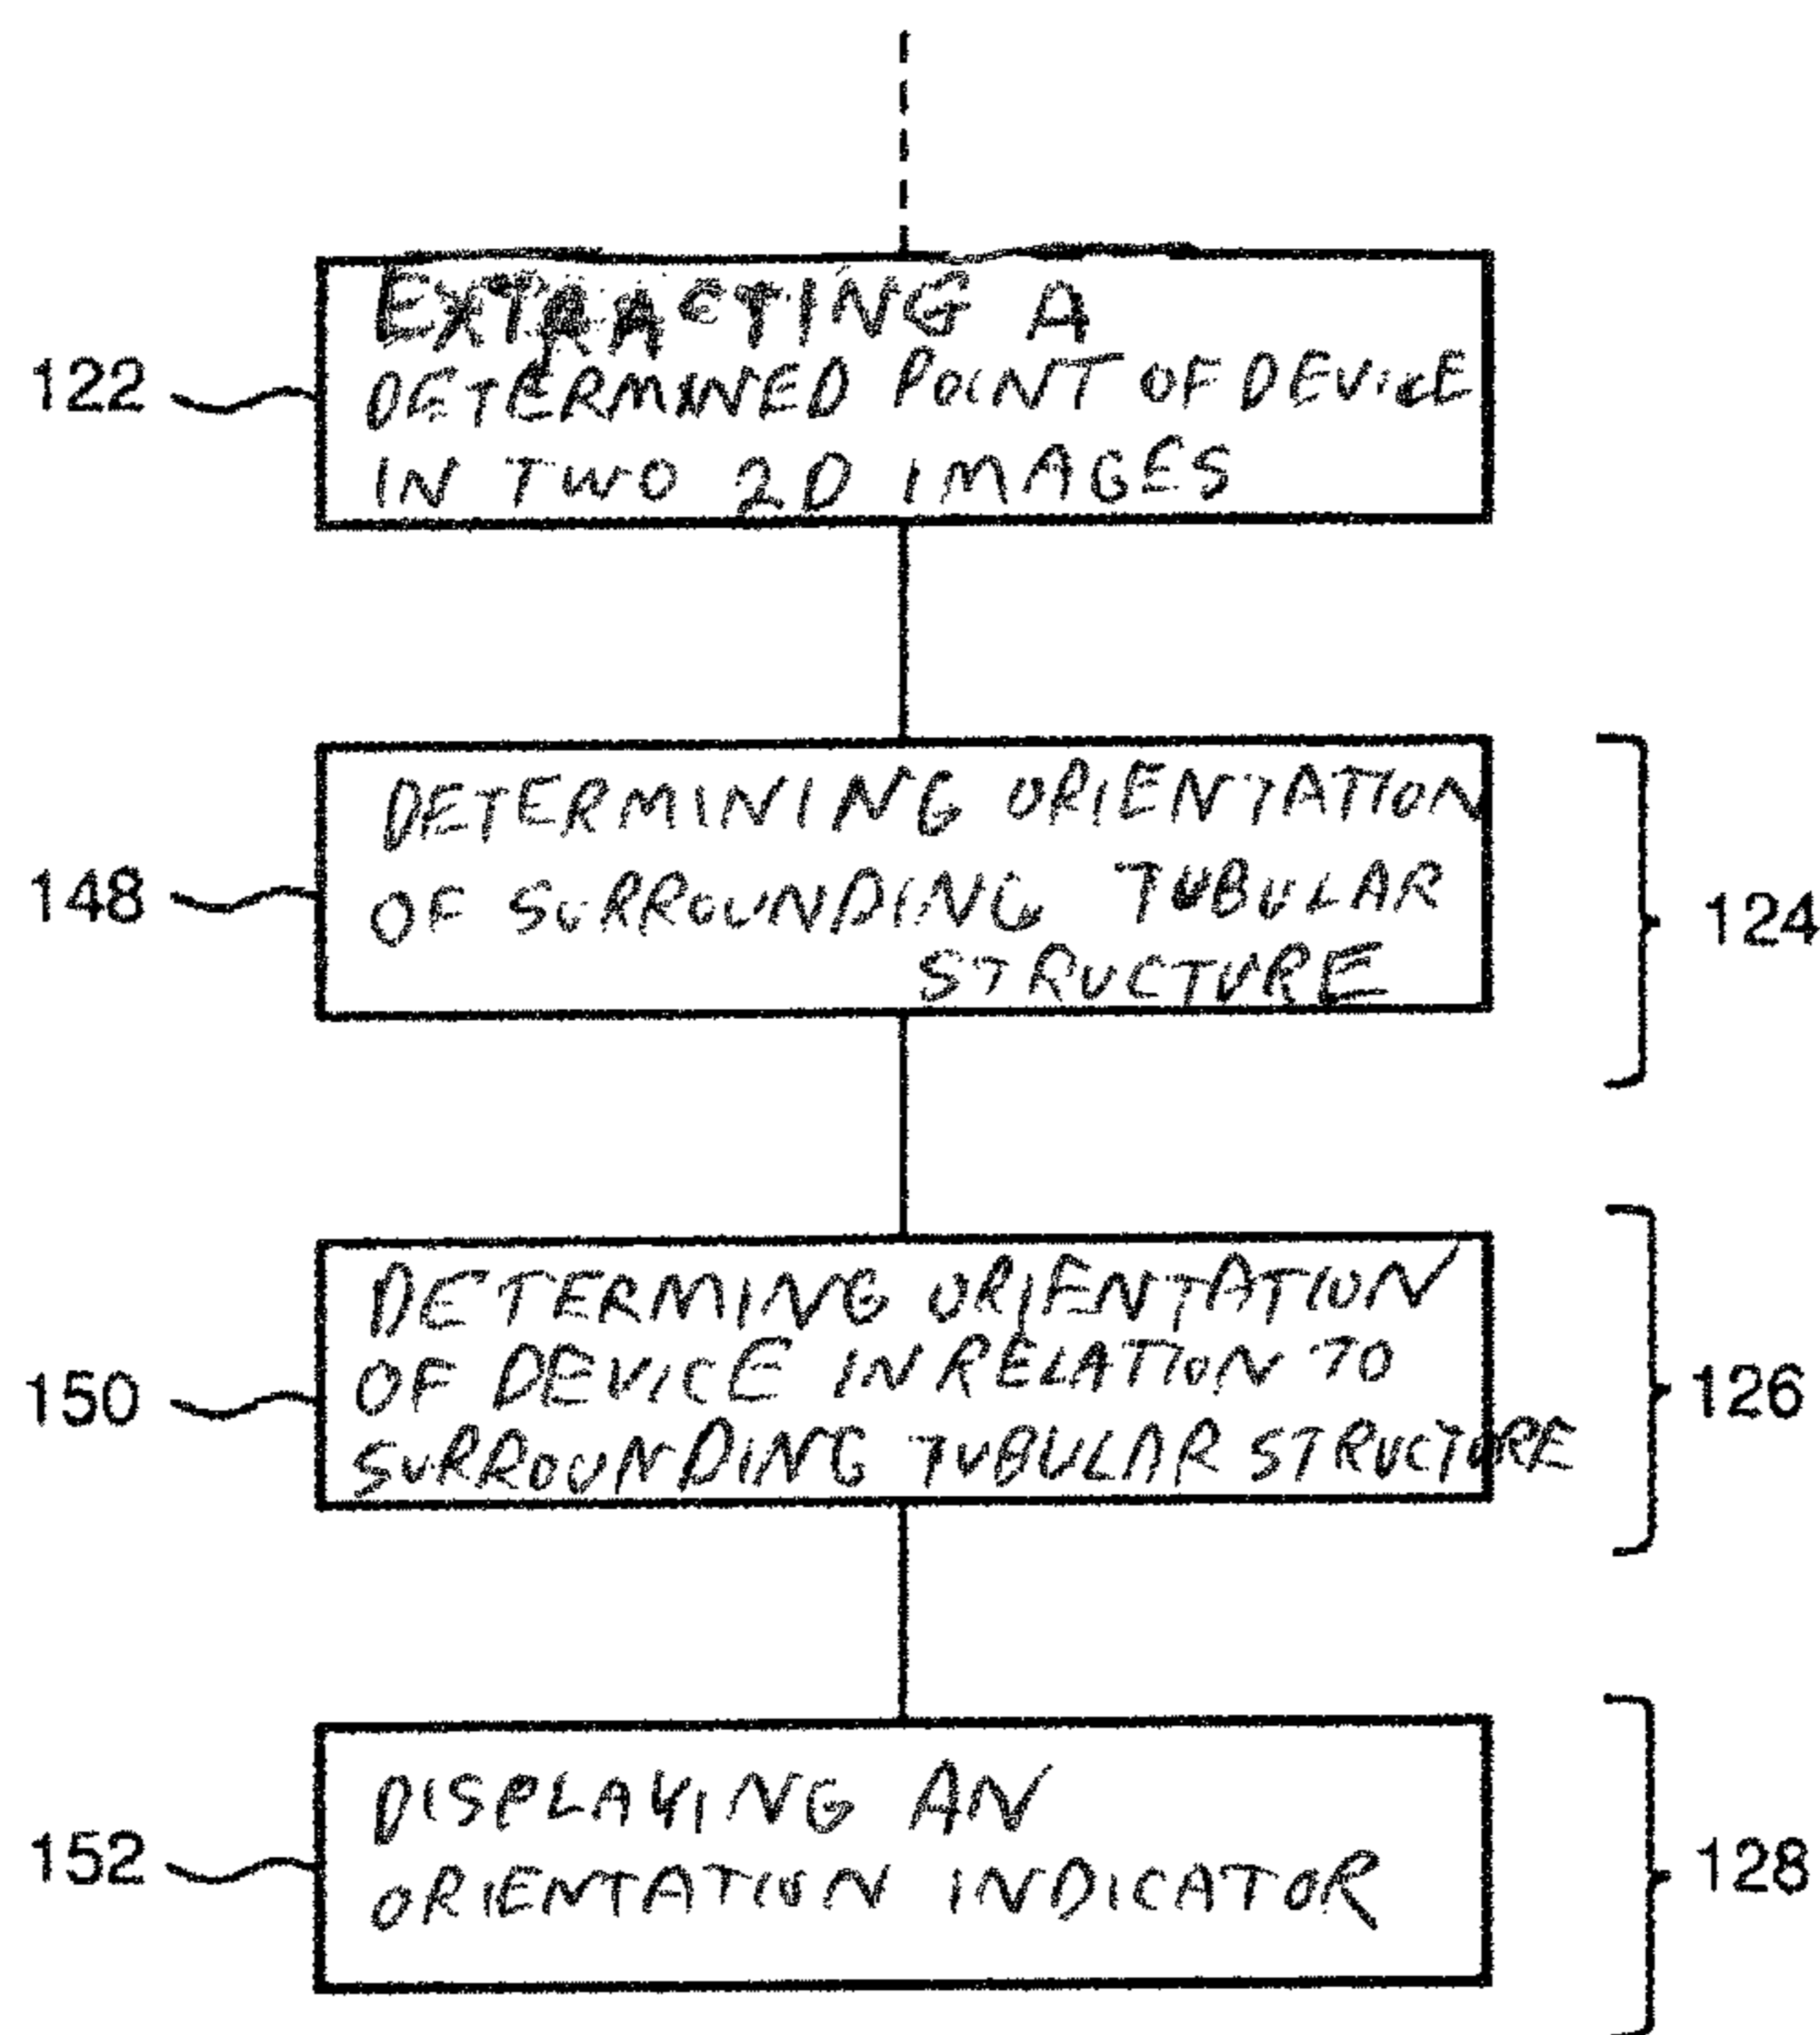 EXTRACTING A
122
DETERMINED POINT OF DEVICE
IN TWO 2D IMAGES
DETERMINING ORIENTATION
148
OF SURROUNDING TUBULAR
124
STRUCTURE
DETERMING ORIENTATION
150
OF DEVICE IN RELATION TO
126
SURROUNDING TUBULAR STRUCTURE
DISPLAYING AN
152
ORIENTATION INDICATOR
128